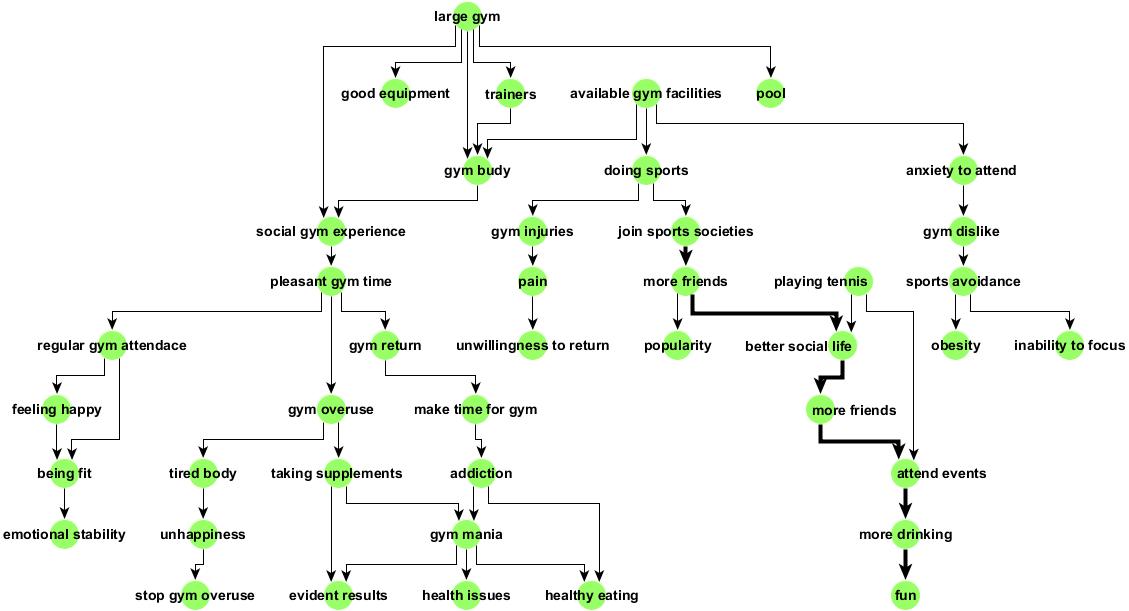 large gym
good equipment
trainers
available gym facilities
pool
gym budy
doing sports
anxiety to attend
social gym experience
gym injuries
join sports societies
gym dislike
pleasant gym time
pain
more friends
playing tennis
sports avoidance
regular gym attendace
gym return
unwillingness to return
popularity
better social life
obesity
inability to focus
feeling happy
gym overuse
make time for gym
more friends
being fit
tired body
taking supplements
addiction
attend events
emotional stability
unhappiness
gym mania
more drinking
stop gym overuse
evident results
health issues
healthy eating
fun